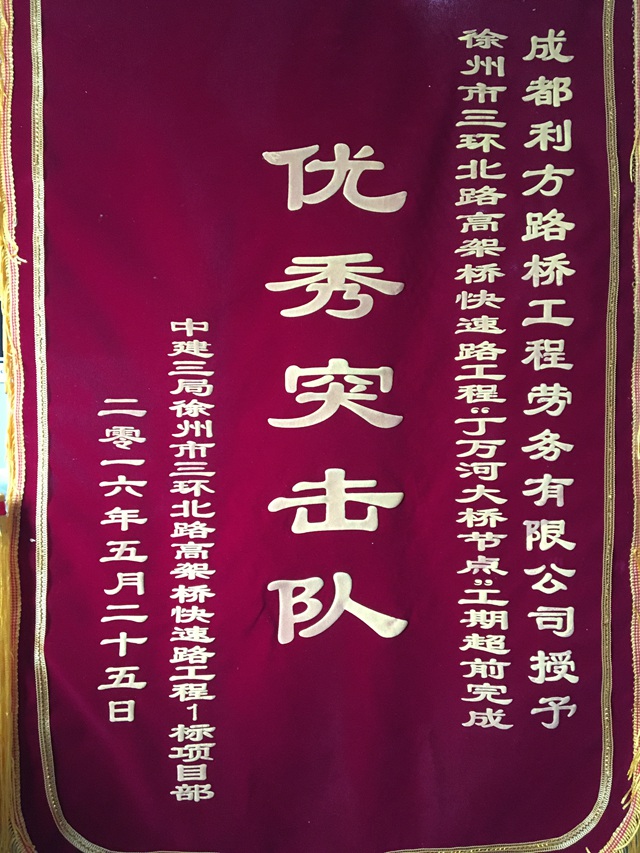 成都利方路桥工程劳务有限公司授予
徐州市三环北路高架桥快速路工程“丁万河大桥节点”工期超前完成
优秀突击队
中建三局徐州市三环北路高架桥快速路工程1标项目部
二零一六年五月二十五日